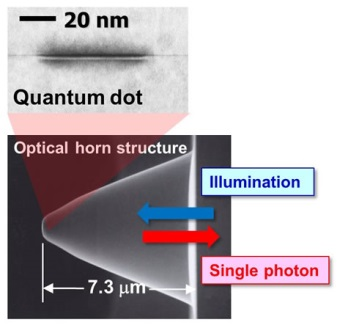 20 nm
Quantum dot
Optical horn structure
Illumination
Single photon
7.3 μm